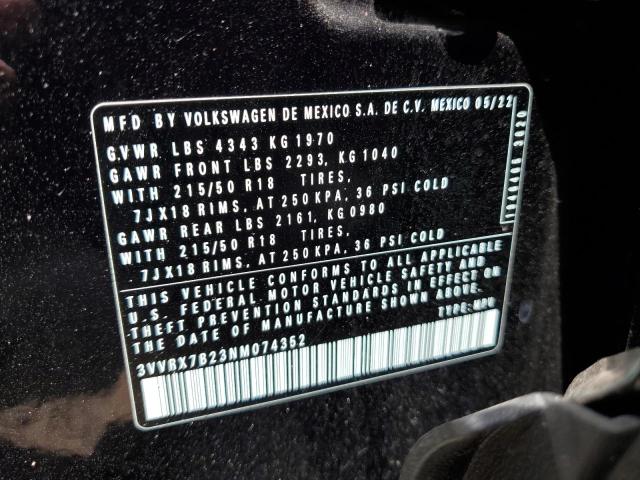 MFD BY VOLKSWAGEN DE MEXICO S.A. DE C.V. MEXICO 05/22
G.VWR LBS 4343 KG 1970
GAWR FRONT LBS 2293, KG 1040
WITH 215/50 R18 TIRES,
7JX18 RIMS, AT 250 KPA, 36 PSI COLD
GAWR REAR LBS 2161, KG 0980
WITH 215/50 R18 TIRES,
7JX18 RIMS, AT 250 KPA, 36 PSI COLD
THIS VEHICLE CONFORMS TO ALL APPLICABLE
U.S. FEDERAL MOTOR VEHICLE SAFETY AND
THEFT PREVENTION STANDARDS IN EFFECT ON
THE DATE OF MANUFACTURE SHOWN ABOVE.
TYPE: MPV
3VVRX7B23NM074352
3020